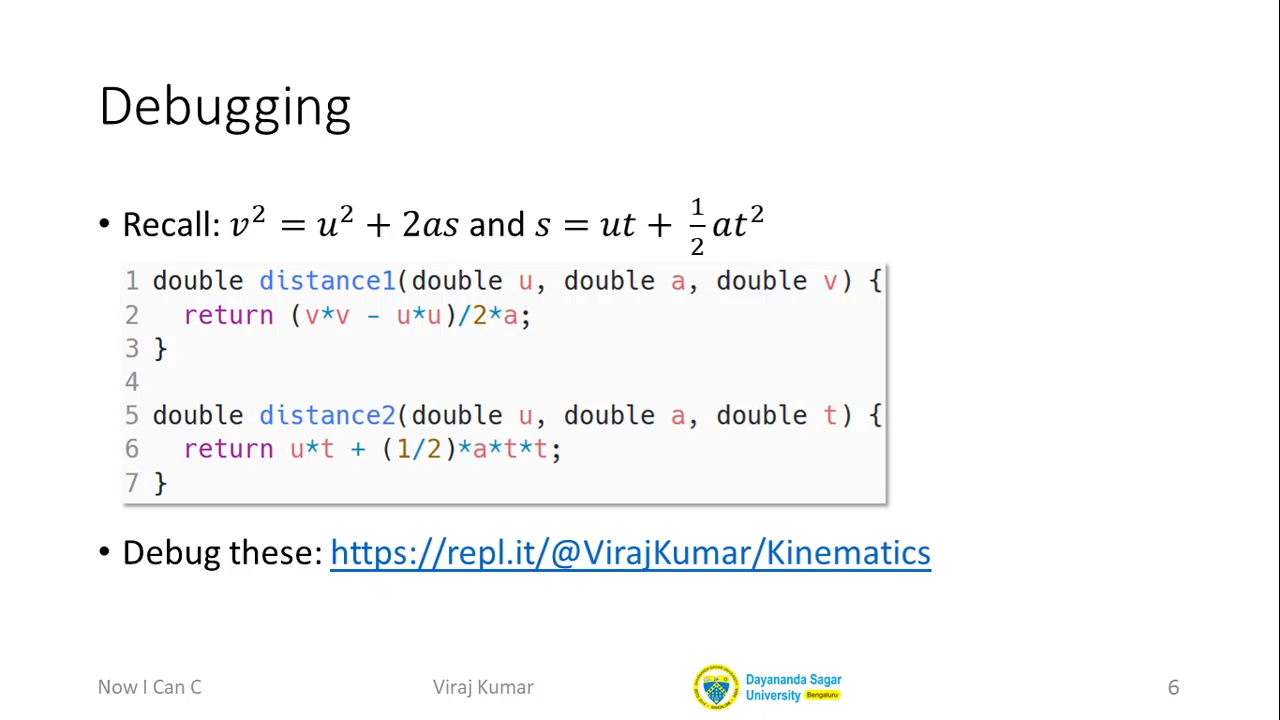 Debugging
• Recall: v² = u² + 2as and s = ut + ½at²
1 double distance1(double u, double a, double v) {
2   return (v*v - u*u)/2*a;
3 }
4
5 double distance2(double u, double a, double t) {
6   return u*t + (1/2)*a*t*t;
7 }
• Debug these: https://repl.it/@VirajKumar/Kinematics
Now I Can C
Viraj Kumar
Dayananda Sagar
University Bengaluru
6